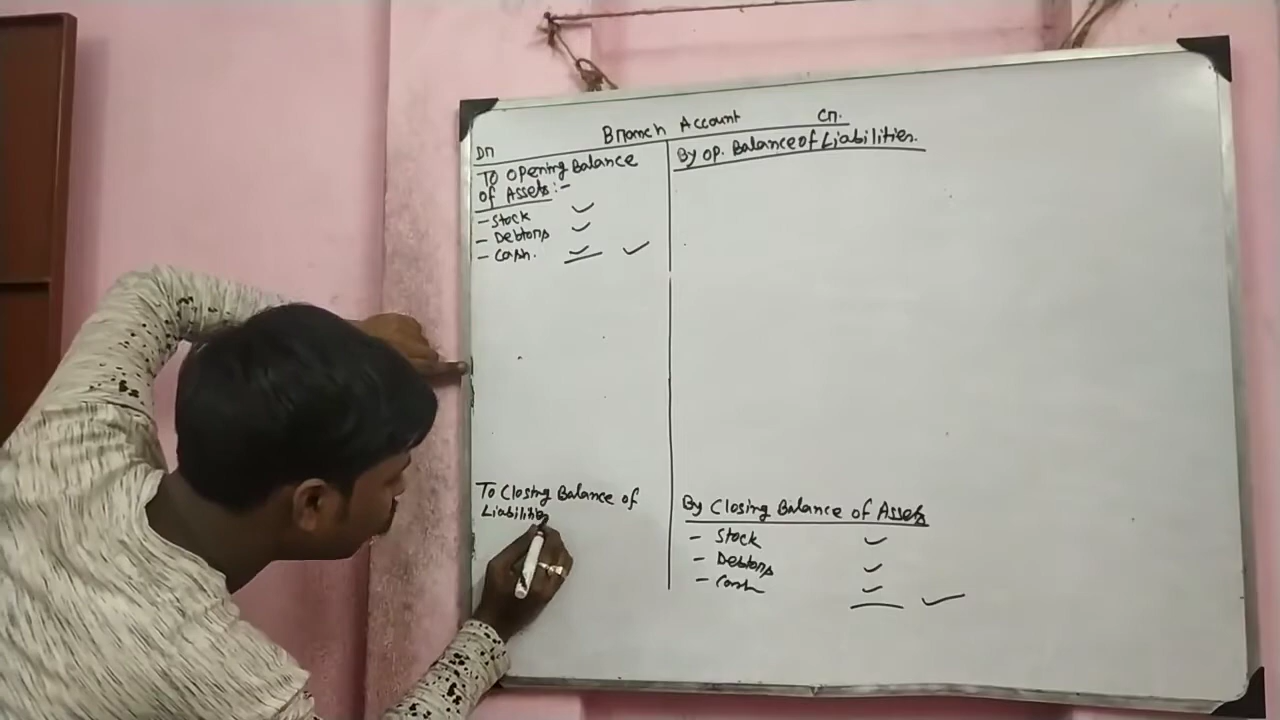 Branch Account
Dr
Cr.
To Opening Balance
of Assets:-
- Stock
- Debtors
- Cash.
By Op. Balance of Liabilities.
To Closing Balance of
Liabilities
By Closing Balance of Assets
- Stock
- Debtors
- Cash